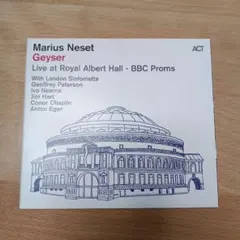 Marius Neset
ACT
Geyser
Live at Royal Albert Hall - BBC Proms
With London Sinfonietta
Geoffrey Paterson
Ivo Neame
Jim Hart
Conor Chaplin
Anton Eger